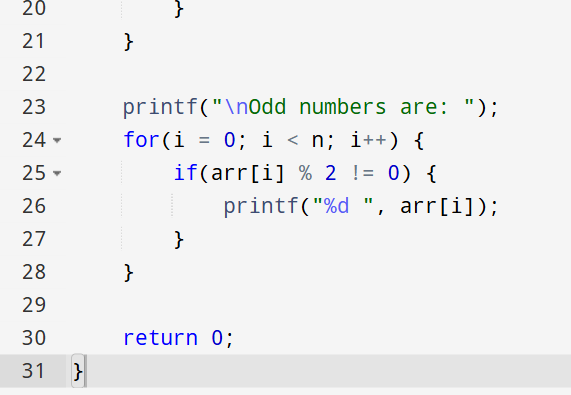 20 }
21 }
22
23 printf("\nOdd numbers are: ");
24 for(i = 0; i < n; i++) {
25 if(arr[i] % 2 != 0) {
26 printf("%d ", arr[i]);
27 }
28 }
29
30 return 0;
31 }